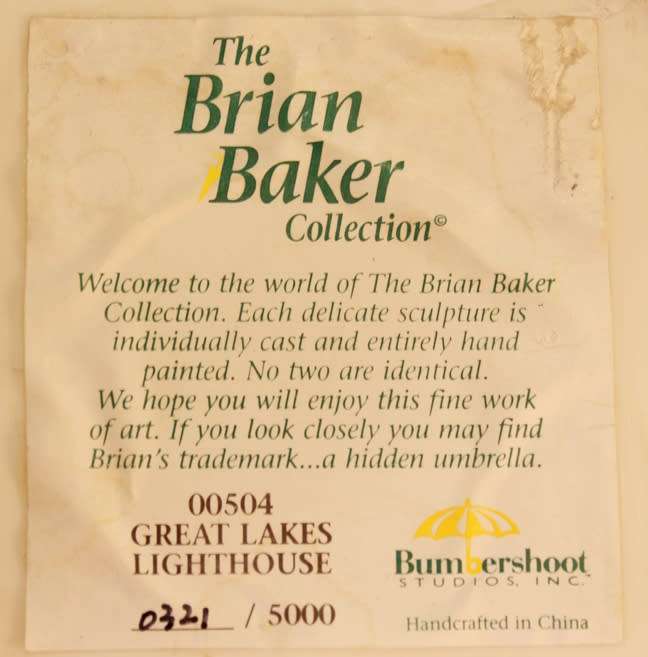 The
Brian
Baker
Collection©
Welcome to the world of The Brian Baker
Collection. Each delicate sculpture is
individually cast and entirely hand
painted. No two are identical.
We hope you will enjoy this fine work
of art. If you look closely you may find
Brian's trademark...a hidden umbrella.
00504
GREAT LAKES
LIGHTHOUSE
0321 / 5000
Bumbershoot
STUDIOS, INC.™
Handcrafted in China